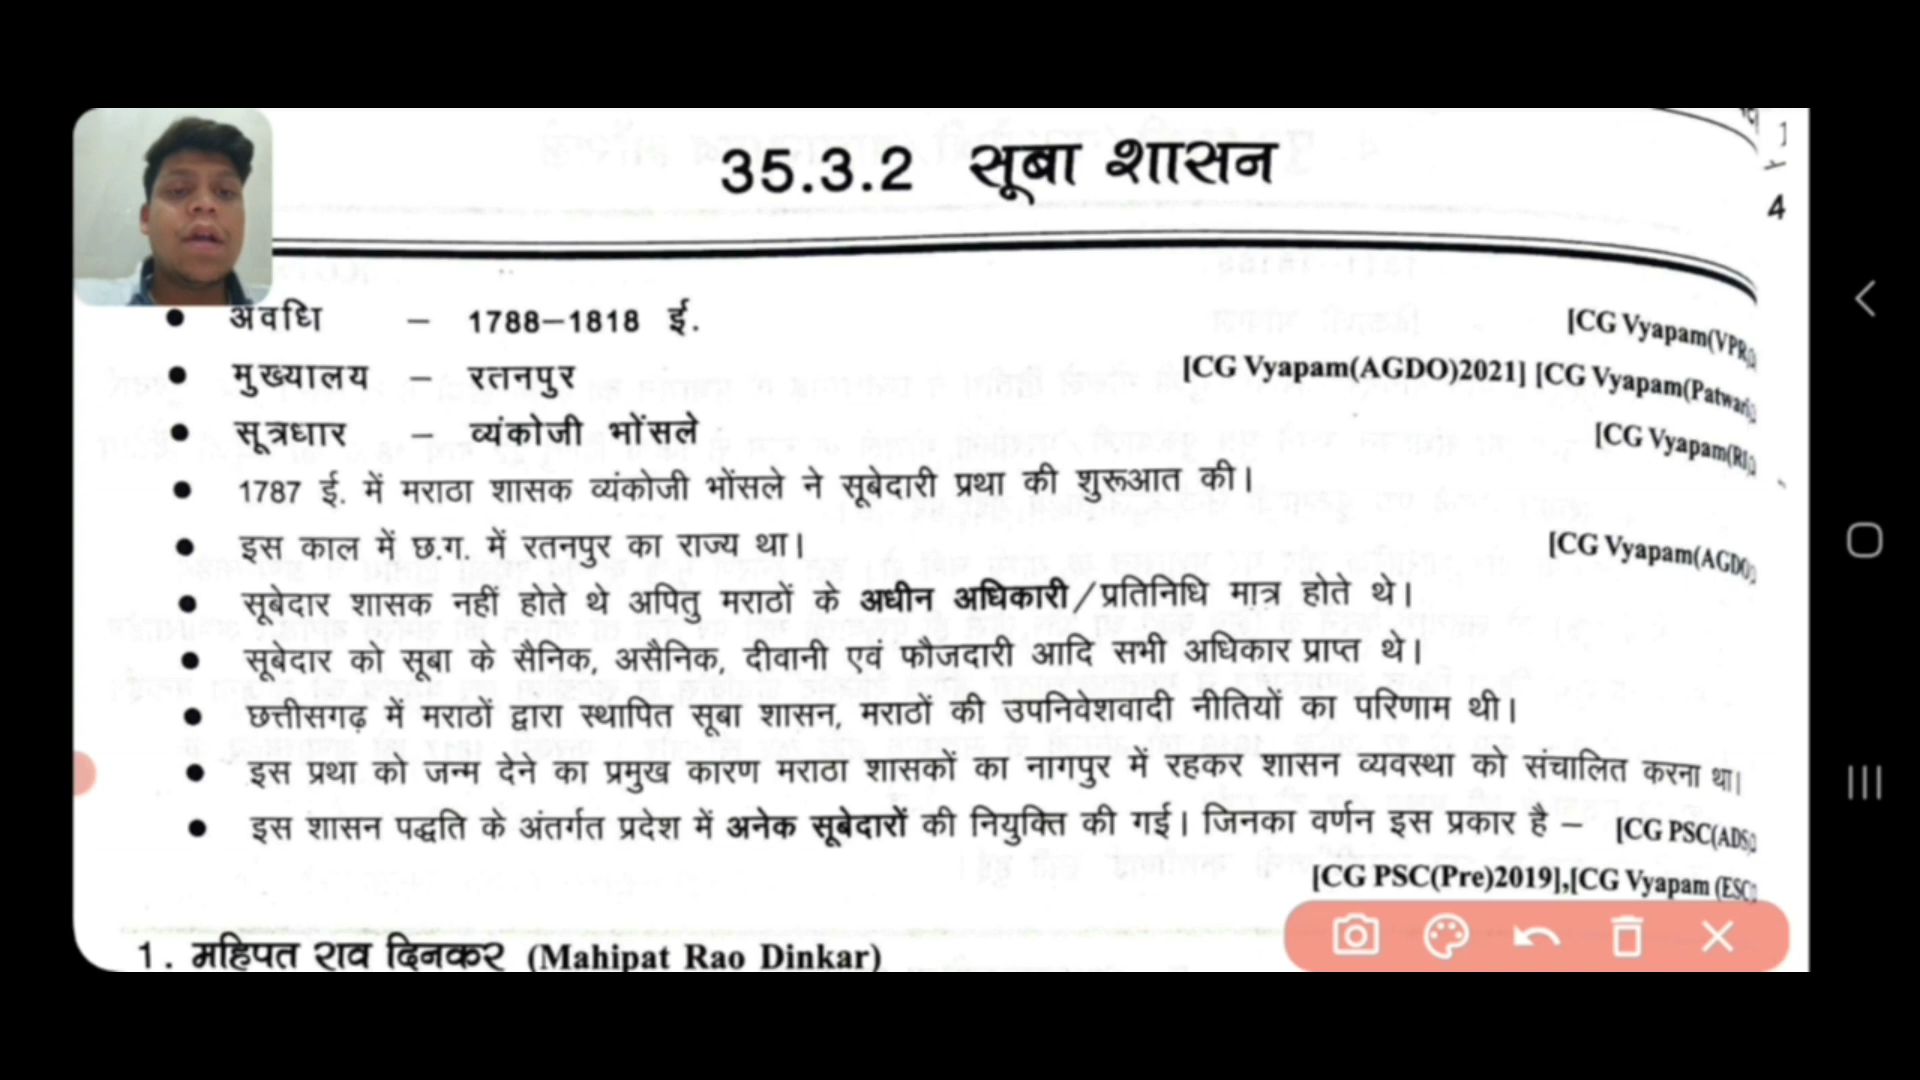 35.3.2 सूबा शासन
4
● अवधि – 1788–1818 ई. [CG Vyapam(VPR)
● मुख्यालय – रतनपुर [CG Vyapam(AGDO)2021] [CG Vyapam(Patwari)
● सूत्रधार – व्यंकोजी भोंसले [CG Vyapam(RI)
● 1787 ई. में मराठा शासक व्यंकोजी भोंसले ने सूबेदारी प्रथा की शुरूआत की।
● इस काल में छ.ग. में रतनपुर का राज्य था। [CG Vyapam(AGDO)
● सूबेदार शासक नहीं होते थे अपितु मराठों के अधीन अधिकारी/प्रतिनिधि मात्र होते थे।
● सूबेदार को सूबा के सैनिक, असैनिक, दीवानी एवं फौजदारी आदि सभी अधिकार प्राप्त थे।
● छत्तीसगढ़ में मराठों द्वारा स्थापित सूबा शासन, मराठों की उपनिवेशवादी नीतियों का परिणाम थी।
● इस प्रथा को जन्म देने का प्रमुख कारण मराठा शासकों का नागपुर में रहकर शासन व्यवस्था को संचालित करना था।
● इस शासन पद्धति के अंतर्गत प्रदेश में अनेक सूबेदारों की नियुक्ति की गई। जिनका वर्णन इस प्रकार है – [CG PSC(ADS)
[CG PSC(Pre)2019],[CG Vyapam (ESC)
1. महिपत राव दिनकर (Mahipat Rao Dinkar)